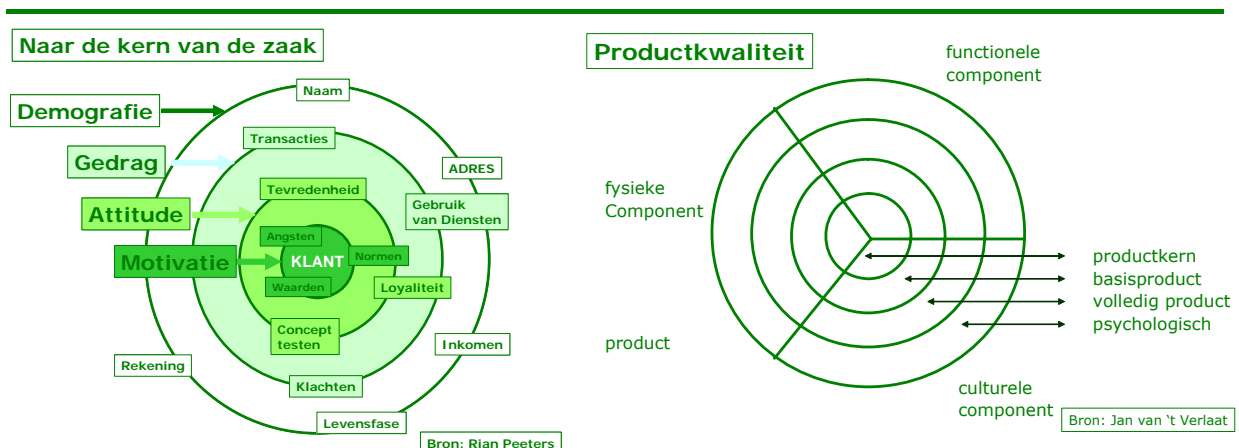 Naar de kern van de zaak
Demografie
Gedrag
Attitude
Motivatie
Naam
Transacties
ADRES
Tevredenheid
Gebruik
van Diensten
Angsten
KLANT
Normen
Waarden
Loyaliteit
Concept
testen
Inkomen
Rekening
Klachten
Levensfase
Bron: Rian Peeters
Productkwaliteit
functionele
component
fysieke
Component
productkern
basisproduct
volledig product
psychologisch
product
culturele
component
Bron: Jan van 't Verlaat